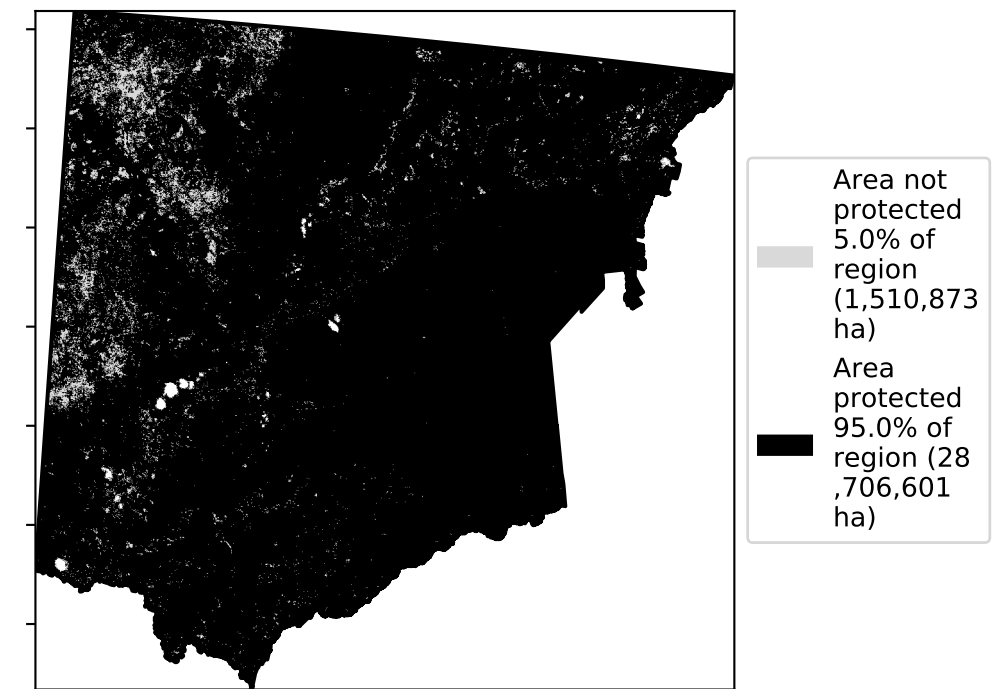 Area not
protected
5.0% of
region
(1,510,873
ha)
Area
protected
95.0% of
region (28
,706,601
ha)